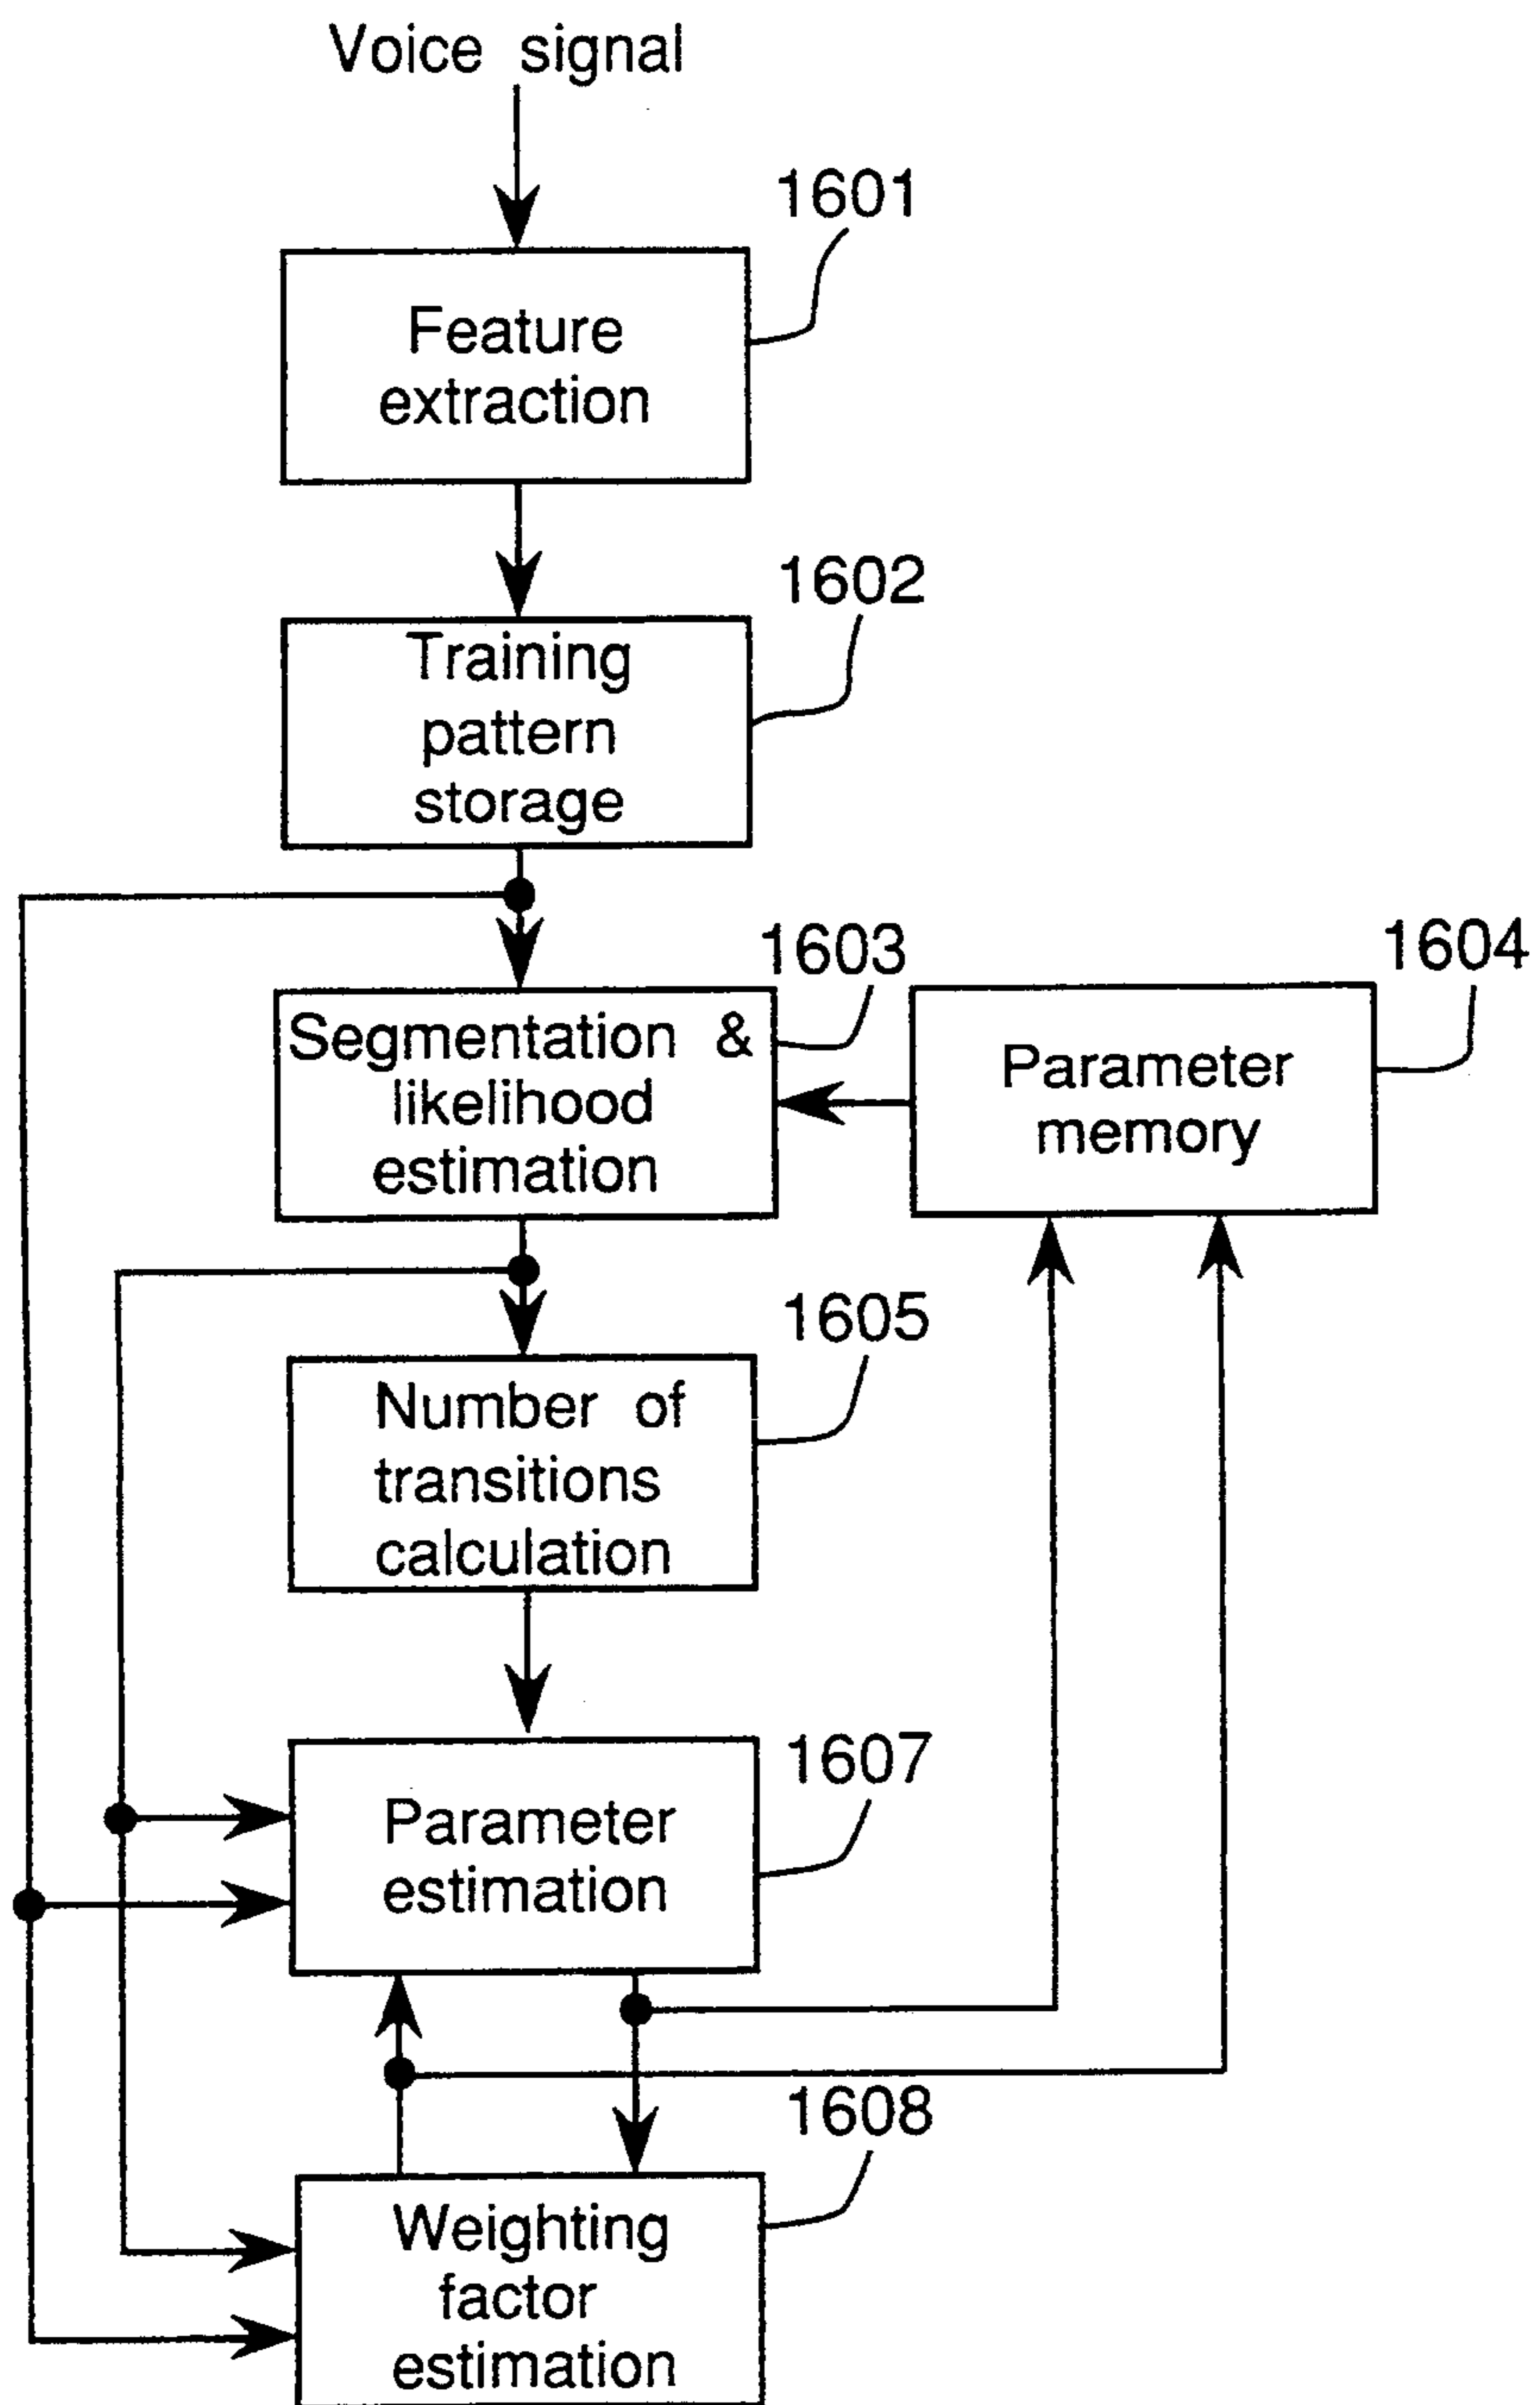 Voice signal
1601
Feature
extraction
1602
Training
pattern
storage
1603
1604
Segmentation &
likelihood
estimation
Parameter
memory
1605
Number of
transitions
calculation
1607
Parameter
estimation
1608
Weighting
factor
estimation